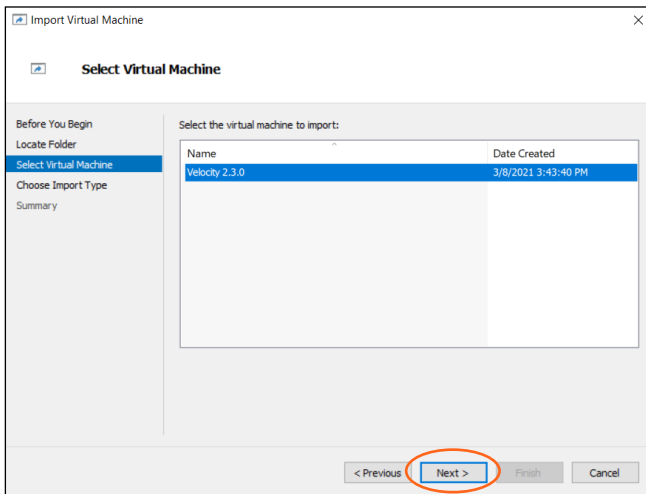 Import Virtual Machine
Select Virtual Machine
Before You Begin
Locate Folder
Select Virtual Machine
Choose Import Type
Summary
Select the virtual machine to import:
Name Date Created
Velocity 2.3.0 3/8/2021 3:43:40 PM
< Previous Next > Finish Cancel